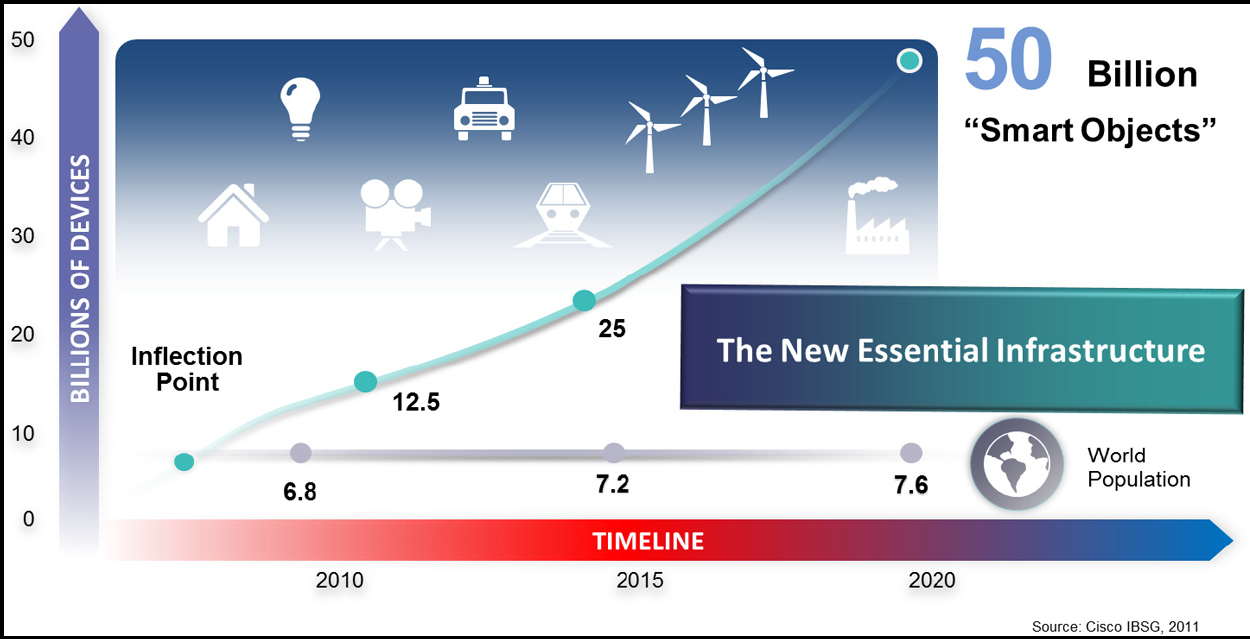 50
40
30
20
10
0
BILLIONS OF DEVICES
50 Billion
“Smart Objects”
Inflection
Point
12.5
25
The New Essential Infrastructure
6.8
7.2
7.6
World
Population
TIMELINE
2010
2015
2020
Source: Cisco IBSG, 2011